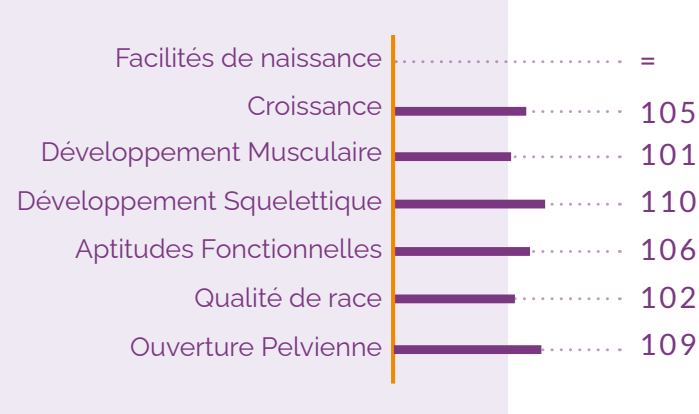 Facilités de naissance =
Croissance 105
Développement Musculaire 101
Développement Squelettique 110
Aptitudes Fonctionnelles 106
Qualité de race 102
Ouverture Pelvienne 109